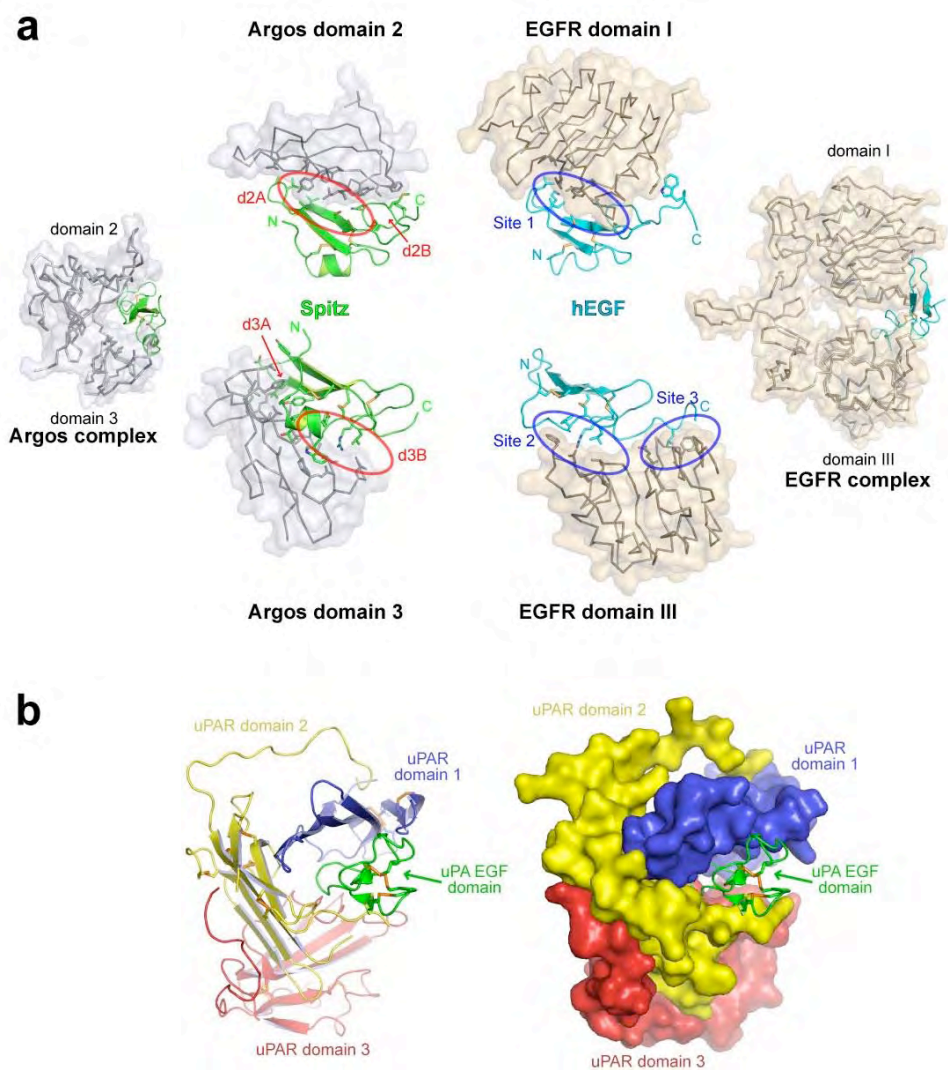 a
Argos domain 2
EGFR domain I
domain I
d2A
N
C
d2B
Site 1
N
C
domain 2
Spitz
hEGF
d3A
N
C
d3B
N
Site 3
C
Site 2
domain 3
Argos complex
domain III
EGFR complex
Argos domain 3
EGFR domain III
b
uPAR domain 2
uPAR
domain 1
uPA EGF
domain
uPAR domain 3
uPAR domain 2
uPAR
domain 1
uPA EGF
domain
uPAR domain 3